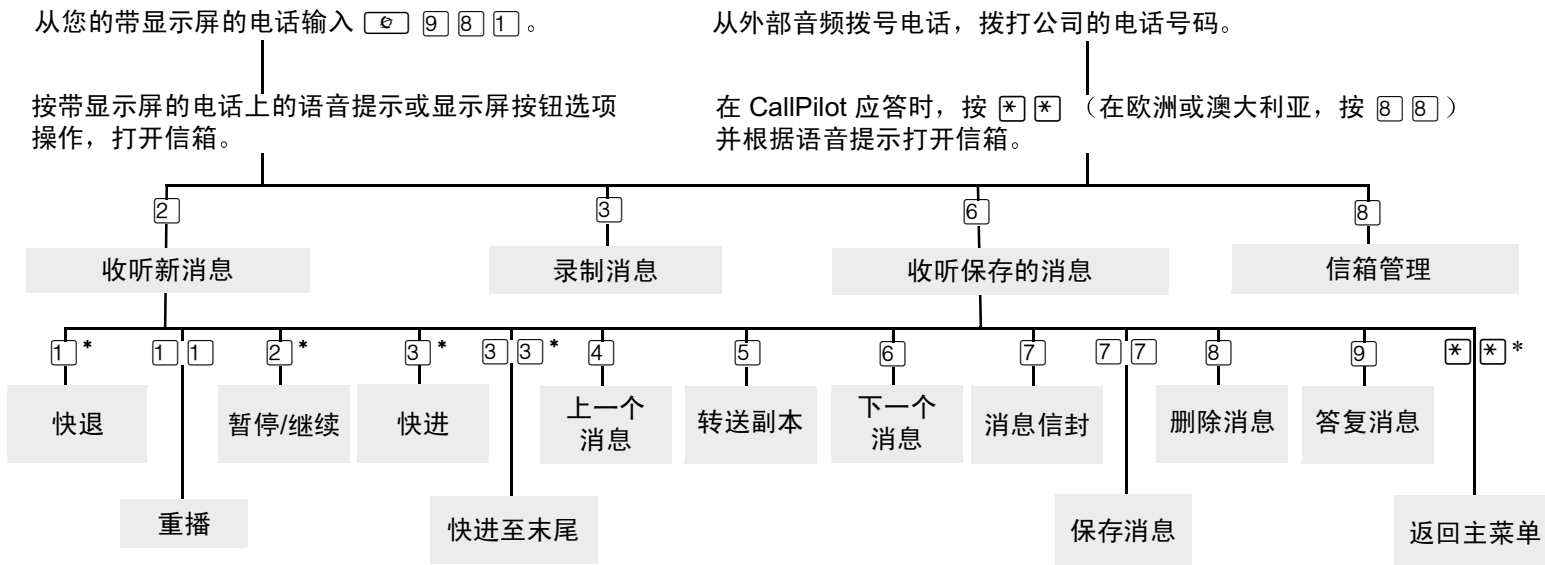 从您的带显示屏的电话输入 9 8 1 。
从外部音频拨号电话，拨打公司的电话号码。
按带显示屏的电话上的语音提示或显示屏按钮选项
操作，打开信箱。
在 CallPilot 应答时，按 * * （在欧洲或澳大利亚，按 8 8 ）
并根据语音提示打开信箱。
2
3
6
8
收听新消息
录制消息
收听保存的消息
信箱管理
1 *
1 1
2 *
3 *
3 3 *
4
5
6
7
7 7
8
9
* * *
快退
暂停/继续
快进
上一个
消息
转送副本
下一个
消息
消息信封
删除消息
答复消息
重播
快进至末尾
保存消息
返回主菜单